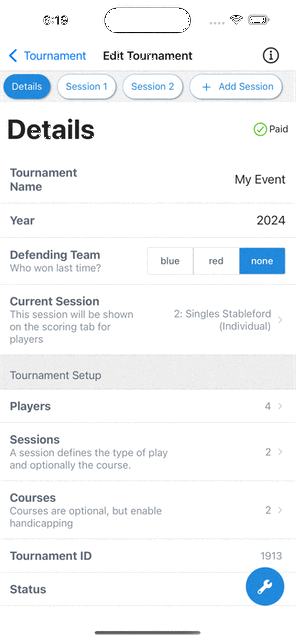 6:19
Tournament Edit Tournament
Details Session 1 Session 2 + Add Session
Details Paid
Tournament
Name My Event
Year 2024
Defending Team
Who won last time?
blue red none
Current Session
This session will be shown
on the scoring tab for
players
2: Singles Stableford
(Individual)
Tournament Setup
Players 4
Sessions
A session defines the type of play
and optionally the course.
2
Courses
Courses are optional, but enable
handicapping
2
Tournament ID 1913
Status